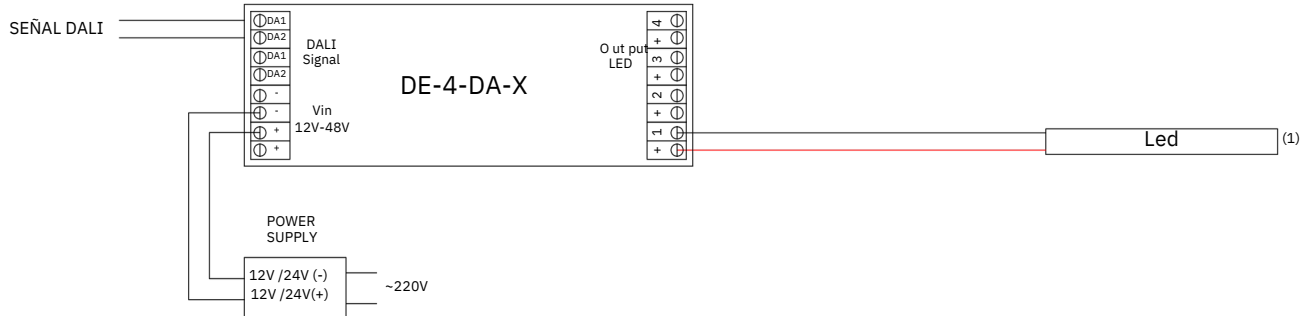 SEÑAL DALI
DA1
DA2
DA1
DA2
-
-
+
+
DALI
Signal
Vin
12V-48V
DE-4-DA-X
O ut put
LED
4
+
3
+
2
+
1
+
Led
(1)
POWER
SUPPLY
12V /24V (-)
12V /24V(+)
~220V